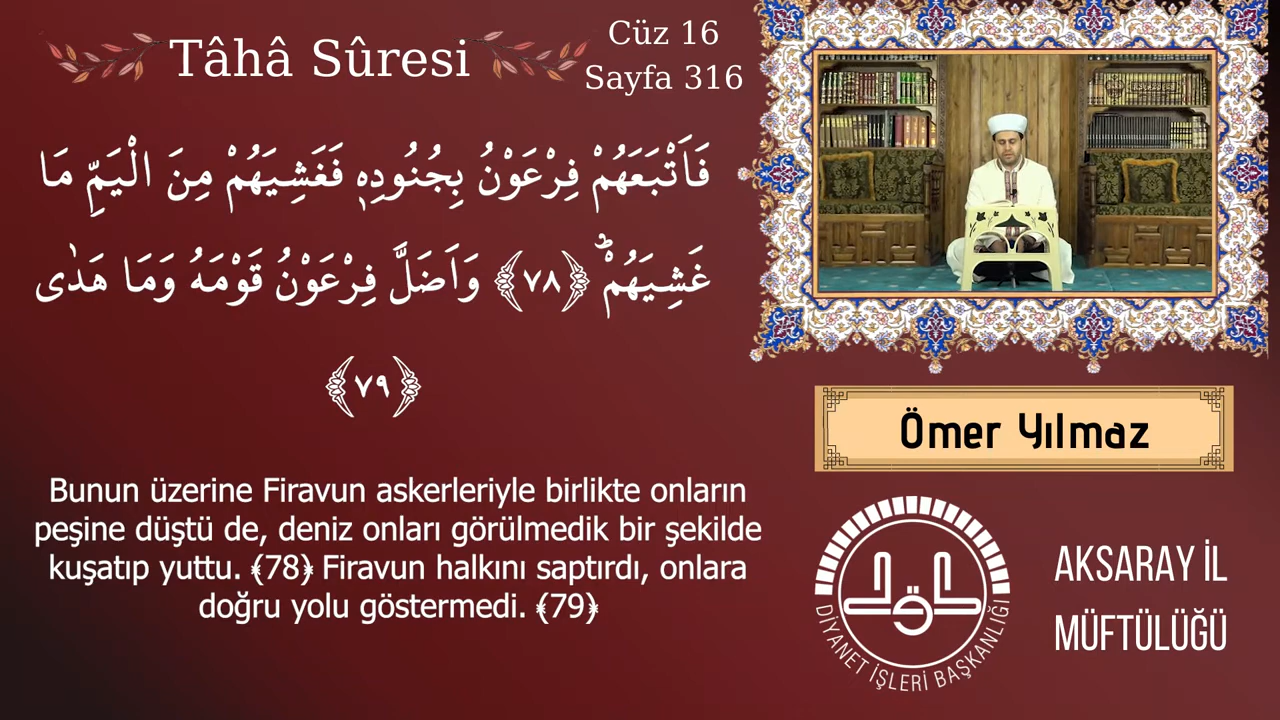 Tâhâ Sûresi
Cüz 16
Sayfa 316
فَاَتْبَعَهُمْ فِرْعَوْنُ بِجُنُودِه۪ فَغَشِيَهُمْ مِنَ الْيَمِّ مَا
غَشِيَهُمْۜ ﴿٧٨﴾ وَاَضَلَّ فِرْعَوْنُ قَوْمَهُ وَمَا هَدٰى
﴿٧٩﴾
Bunun üzerine Firavun askerleriyle birlikte onların
peşine düştü de, deniz onları görülmedik bir şekilde
kuşatıp yuttu. ﴾78﴿ Firavun halkını saptırdı, onlara
doğru yolu göstermedi. ﴾79﴿
Ömer Yılmaz
DİYANET İŞLERİ BAŞKANLIĞI
AKSARAY İL
MÜFTÜLÜĞÜ